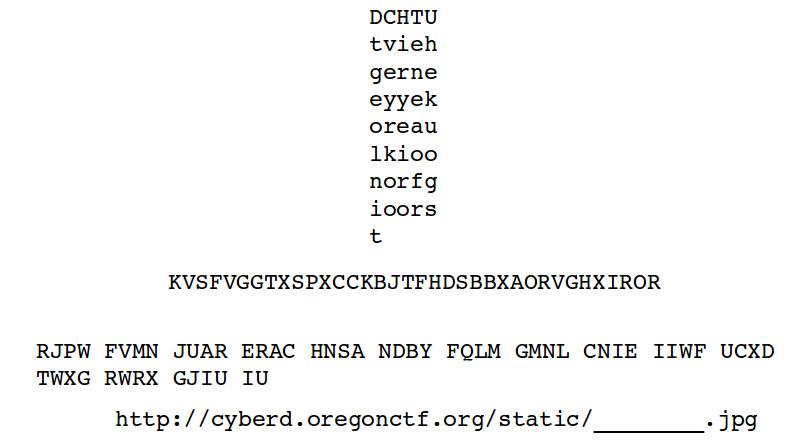 DCHTU
tvieh
gerne
eyyek
oreau
lkioo
norfg
ioors
t
KVSFVGGTXSPXCCKBJTFHDSBBXAORVGHXIROR
RJPW FVMN JUAR ERAC HNSA NDBY FQLM GMNL CNIE IIWF UCXD
TWXG RWRX GJIU IU
http://cyberd.oregonctf.org/static/________.jpg